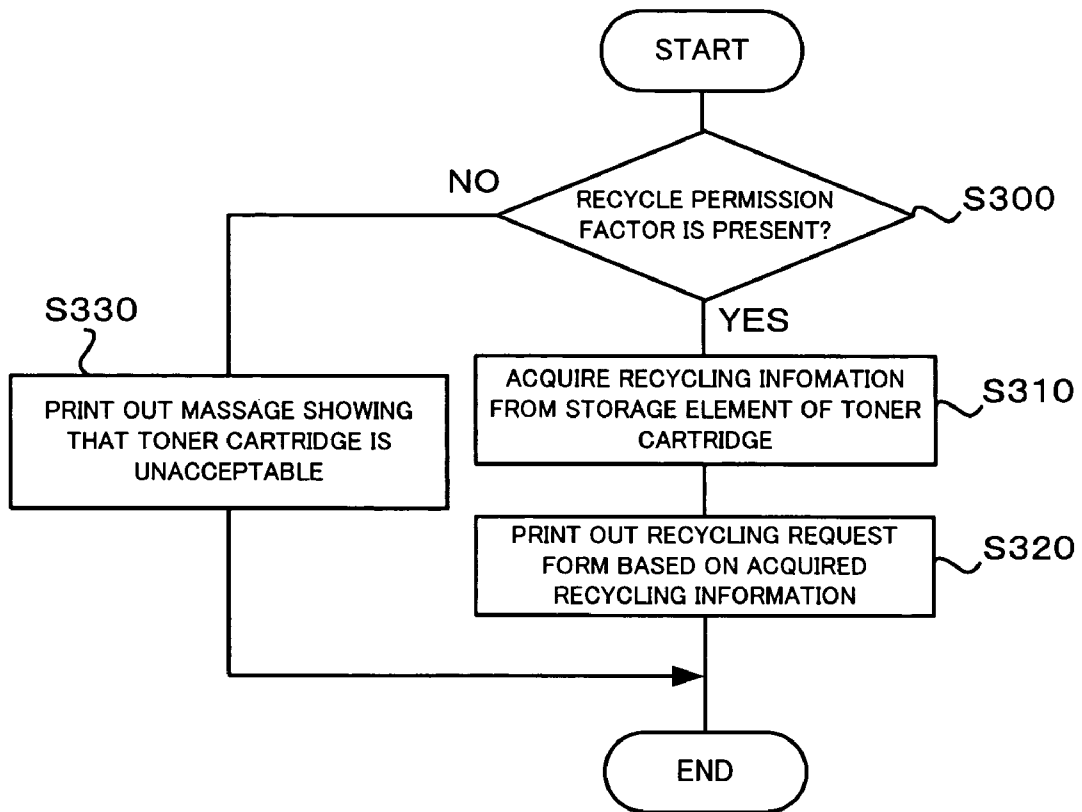 START
NO
RECYCLE PERMISSION
FACTOR IS PRESENT?
S300
YES
S330
PRINT OUT MASSAGE SHOWING
THAT TONER CARTRIDGE IS
UNACCEPTABLE
ACQUIRE RECYCLING INFOMATION
FROM STORAGE ELEMENT OF TONER
CARTRIDGE
S310
PRINT OUT RECYCLING REQUEST
FORM BASED ON ACQUIRED
RECYCLING INFORMATION
S320
END